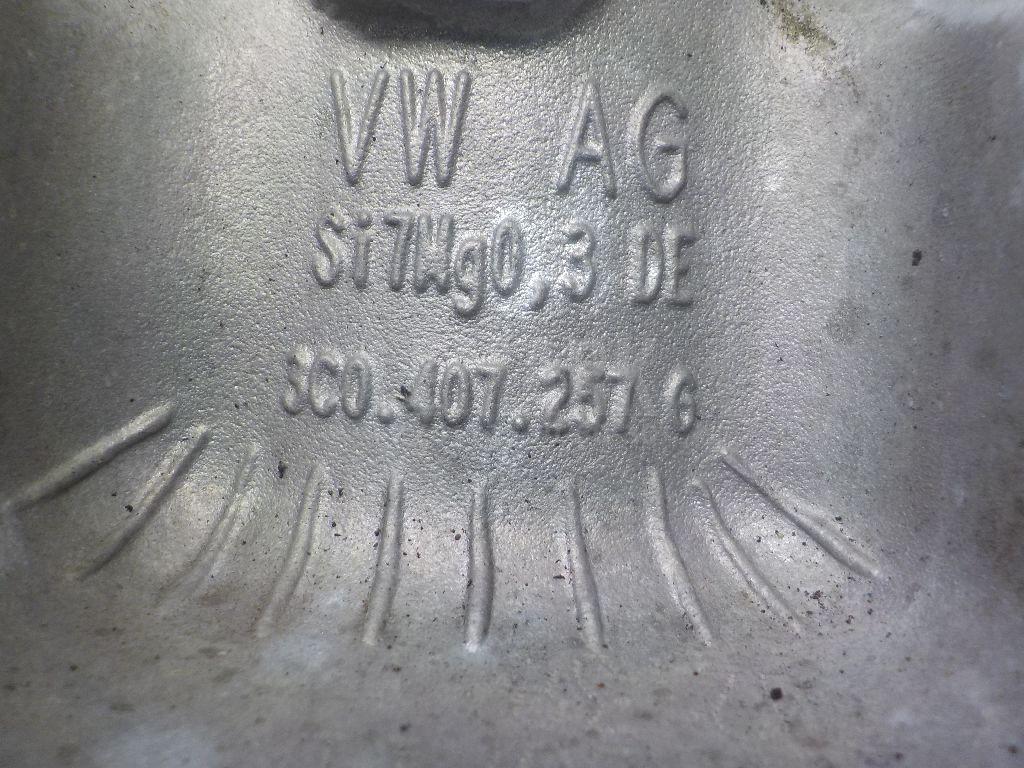 VW AG
Si7Mg0,3 DE
3C0.407.257 G